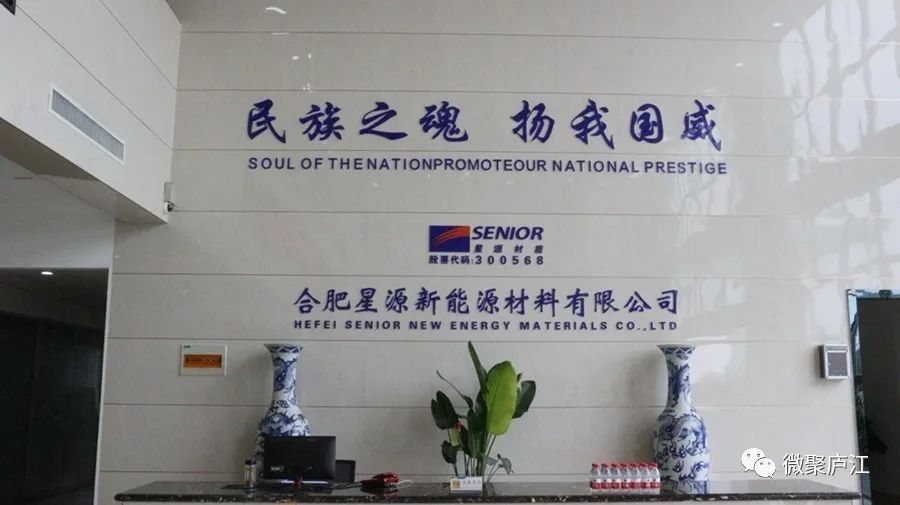 民族之魂 扬我国威
SOUL OF THENATIONPROMOTEOUR NATIONAL PRESTIGE
SENIOR
星源材质
股票代码:300568
合肥星源新能源材料有限公司
HEFEI SENIOR NEW ENERGY MATERIALS CO.,LTD
微聚庐江